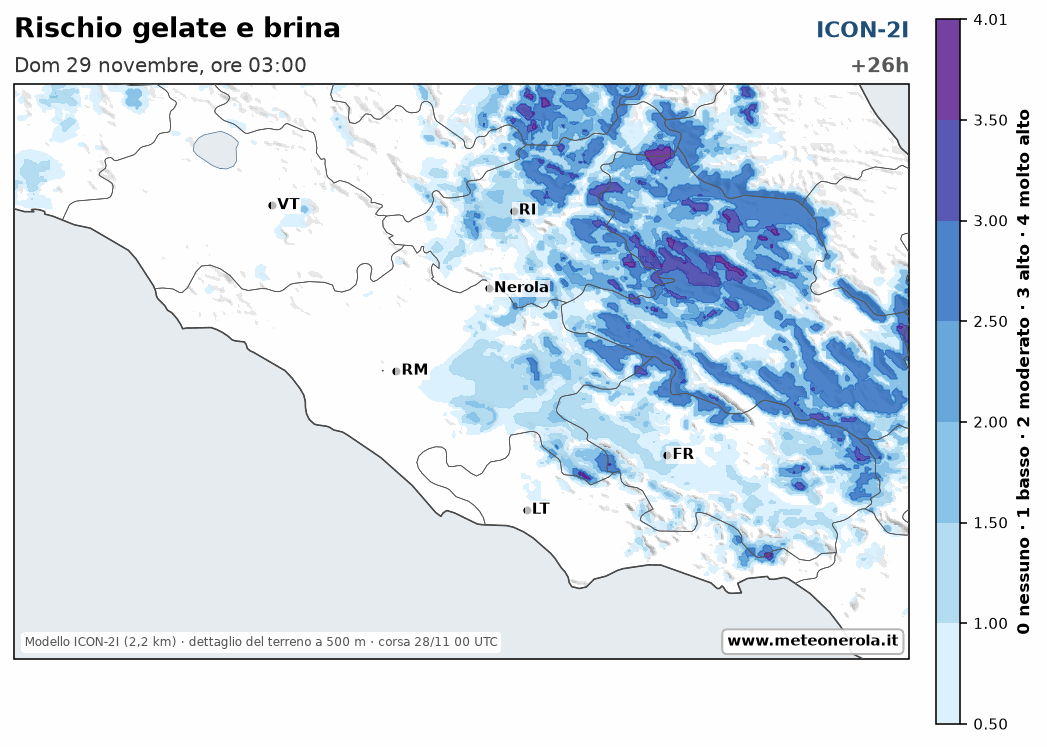 Rischio gelate e brina
ICON-2I
Dom 29 novembre, ore 03:00
+26h
4.01
3.50
3.00
2.50
2.00
1.50
1.00
0.50
0 nessuno · 1 basso · 2 moderato · 3 alto · 4 molto alto
VT
RI
Nerola
RM
FR
LT
Modello ICON-2I (2,2 km) · dettaglio del terreno a 500 m · corsa 28/11 00 UTC
www.meteonerola.it